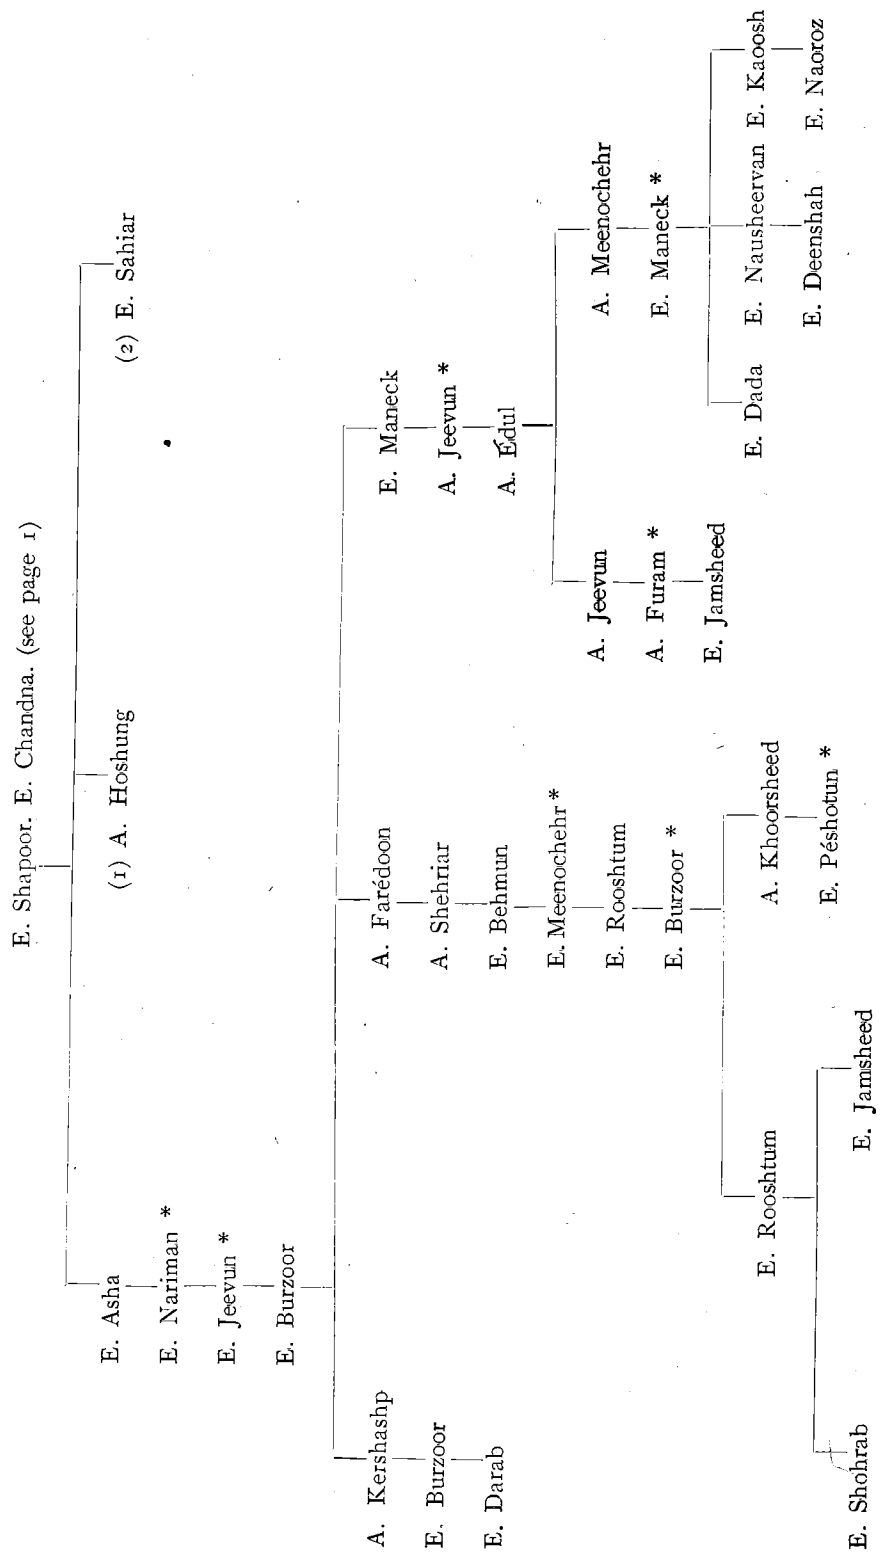 E. Shapoor. E. Chandna. (see page 1)
E. Asha (1) A. Hoshung (2) E. Sahiar
E. Nariman *
E. Jeevun *
E. Burzoor
A. Kershashp A. Farédoon E. Maneck
E. Burzoor A. Shehriar A. Jeevun *
E. Darab E. Behmun A. Édul
E. Meenochehr *
E. Rooshtum A. Jeevun A. Meenochehr
E. Burzoor * A. Furam * E. Maneck *
E. Jamsheed
E. Rooshtum A. Khoorsheed E. Dada E. Nausheervan E. Kaoosh
E. Péshotun * E. Deenshah E. Naoroz
E. Shohrab E. Jamsheed